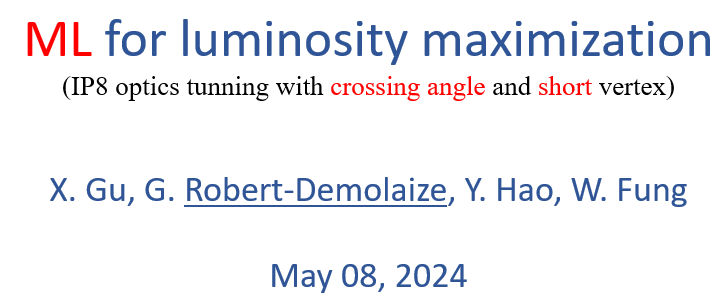 ML for luminosity maximization
(IP8 optics tunning with crossing angle and short vertex)
X. Gu, G. Robert-Demolaize, Y. Hao, W. Fung
May 08, 2024